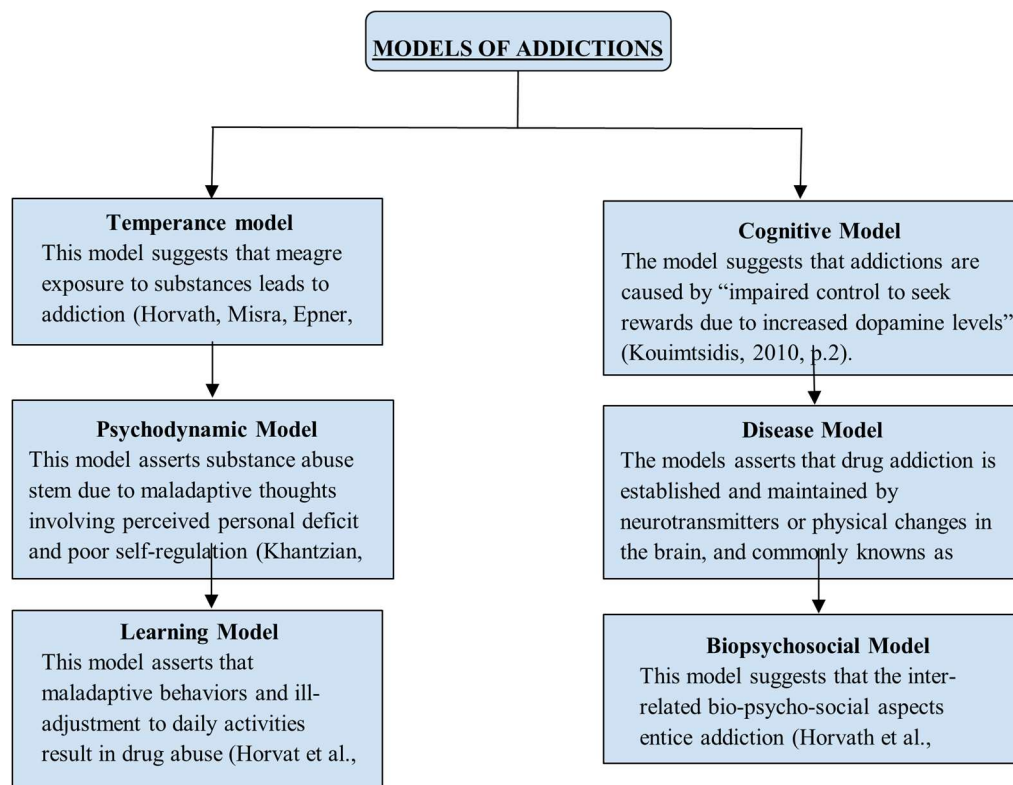 MODELS OF ADDICTIONS
Temperance model
This model suggests that meagre
exposure to substances leads to
addiction (Horvath, Misra, Epner,
Psychodynamic Model
This model asserts substance abuse
stem due to maladaptive thoughts
involving perceived personal deficit
and poor self-regulation (Khantzian,
Learning Model
This model asserts that
maladaptive behaviors and ill-
adjustment to daily activities
result in drug abuse (Horvat et al.,
Cognitive Model
The model suggests that addictions are
caused by “impaired control to seek
rewards due to increased dopamine levels”
(Kouimtsidis, 2010, p.2).
Disease Model
The models asserts that drug addiction is
established and maintained by
neurotransmitters or physical changes in
the brain, and commonly knowns as
Biopsychosocial Model
This model suggests that the inter-
related bio-psycho-social aspects
entice addiction (Horvath et al.,